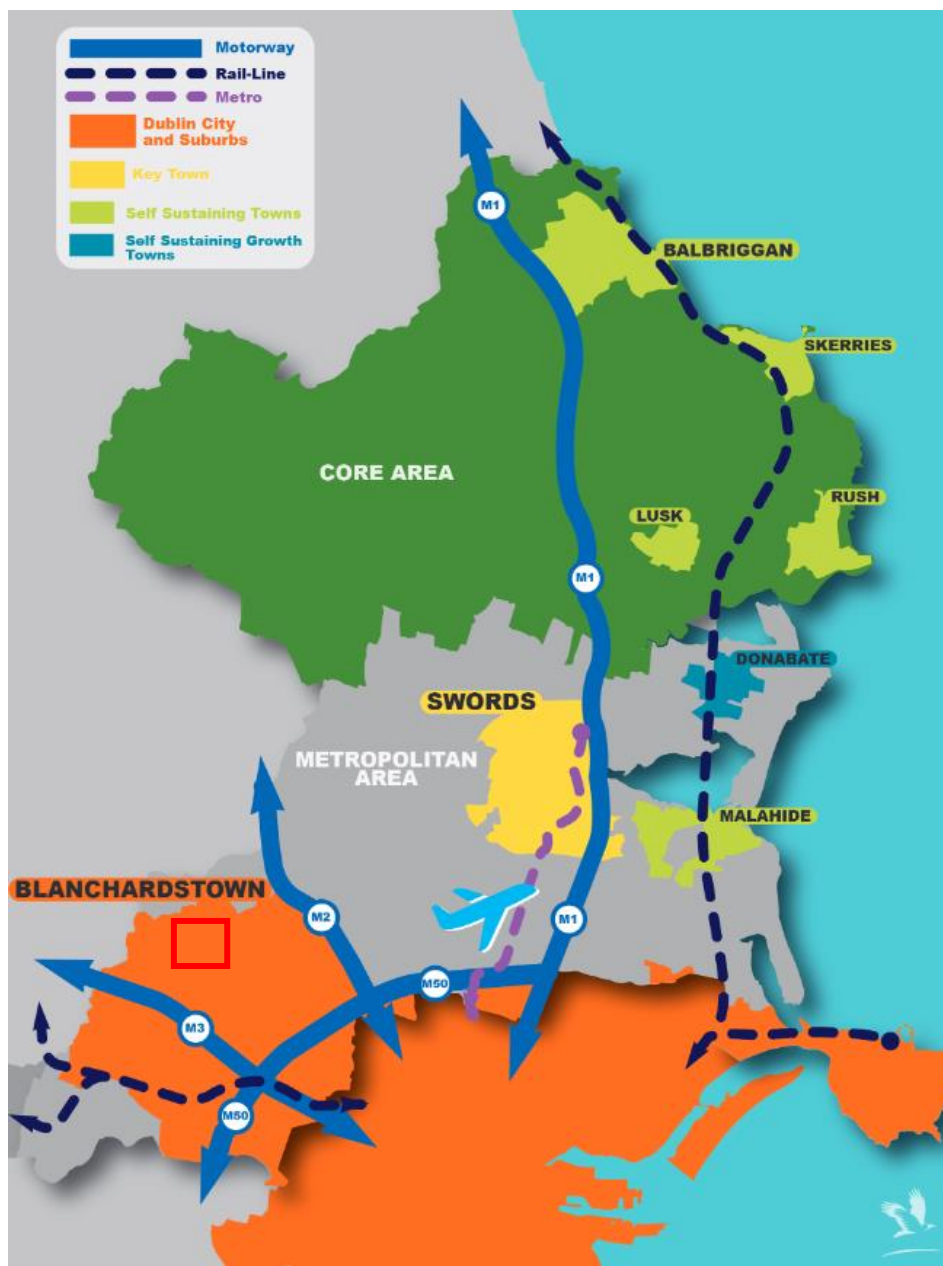 Motorway
Rail-Line
Metro
Dublin City
and Suburbs
Key Town
Self Sustaining Towns
Self Sustaining Growth
Towns
M1
BALBRIGGAN
SKERRIES
CORE AREA
RUSH
LUSK
M1
DONABATE
SWORDS
METROPOLITAN
AREA
MALAHIDE
BLANCHARDSTOWN
M2
M1
M50
M3
M50